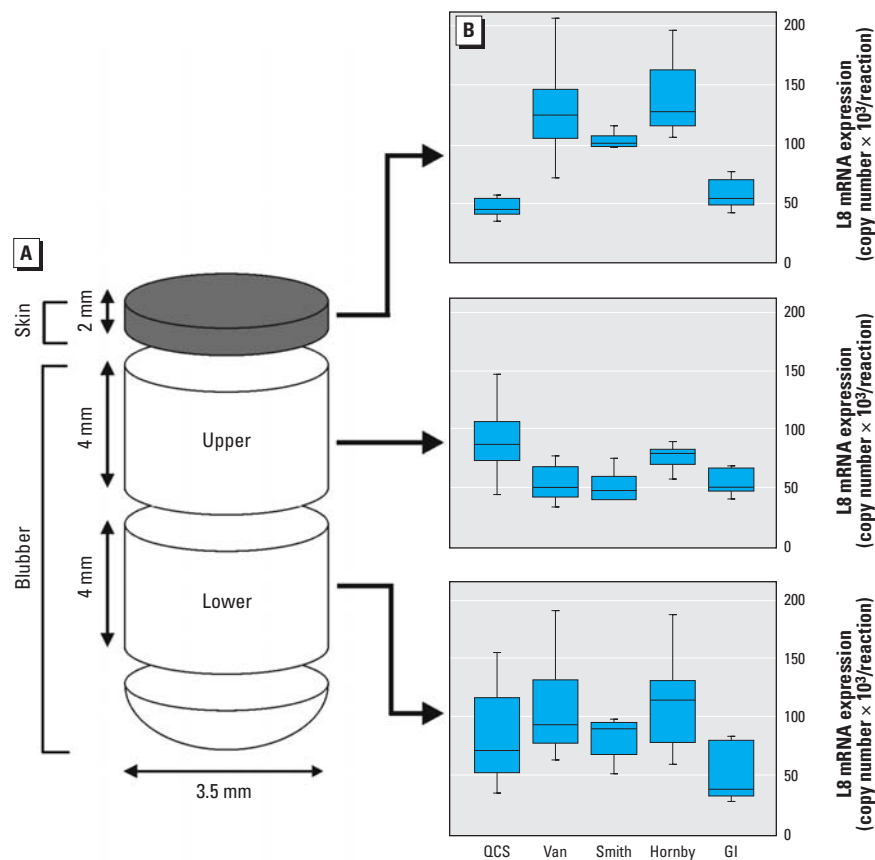 A
Skin
2 mm
Blubber
4 mm
Upper
4 mm
Lower
3.5 mm
B
200
150
100
50
0
L8 mRNA expression
(copy number × 10³/reaction)
200
150
100
50
0
L8 mRNA expression
(copy number × 10³/reaction)
200
150
100
50
0
L8 mRNA expression
(copy number × 10³/reaction)
QCS Van Smith Hornby GI